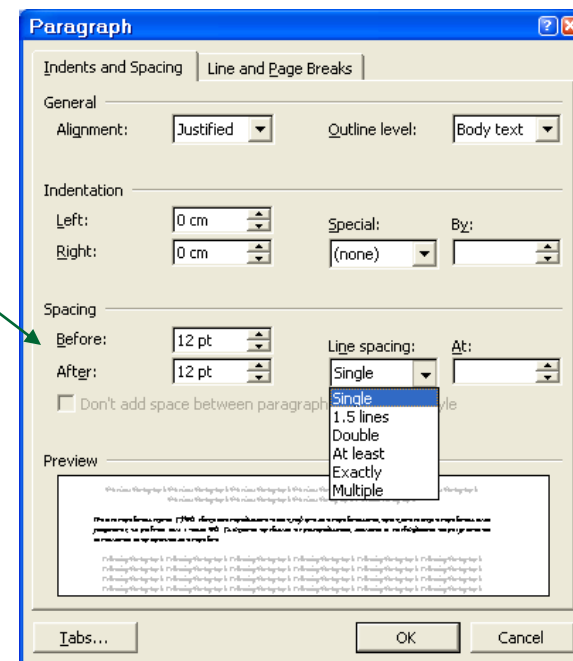 Paragraph
Indents and Spacing Line and Page Breaks
General
Alignment: Justified Outline level: Body text
Indentation
Left: 0 cm Special: By:
Right: 0 cm (none)
Spacing
Before: 12 pt Line spacing: At:
After: 12 pt Single
Don't add space between paragraph yle
Single
1.5 lines
Double
At least
Exactly
Multiple
Preview
Tabs... OK Cancel